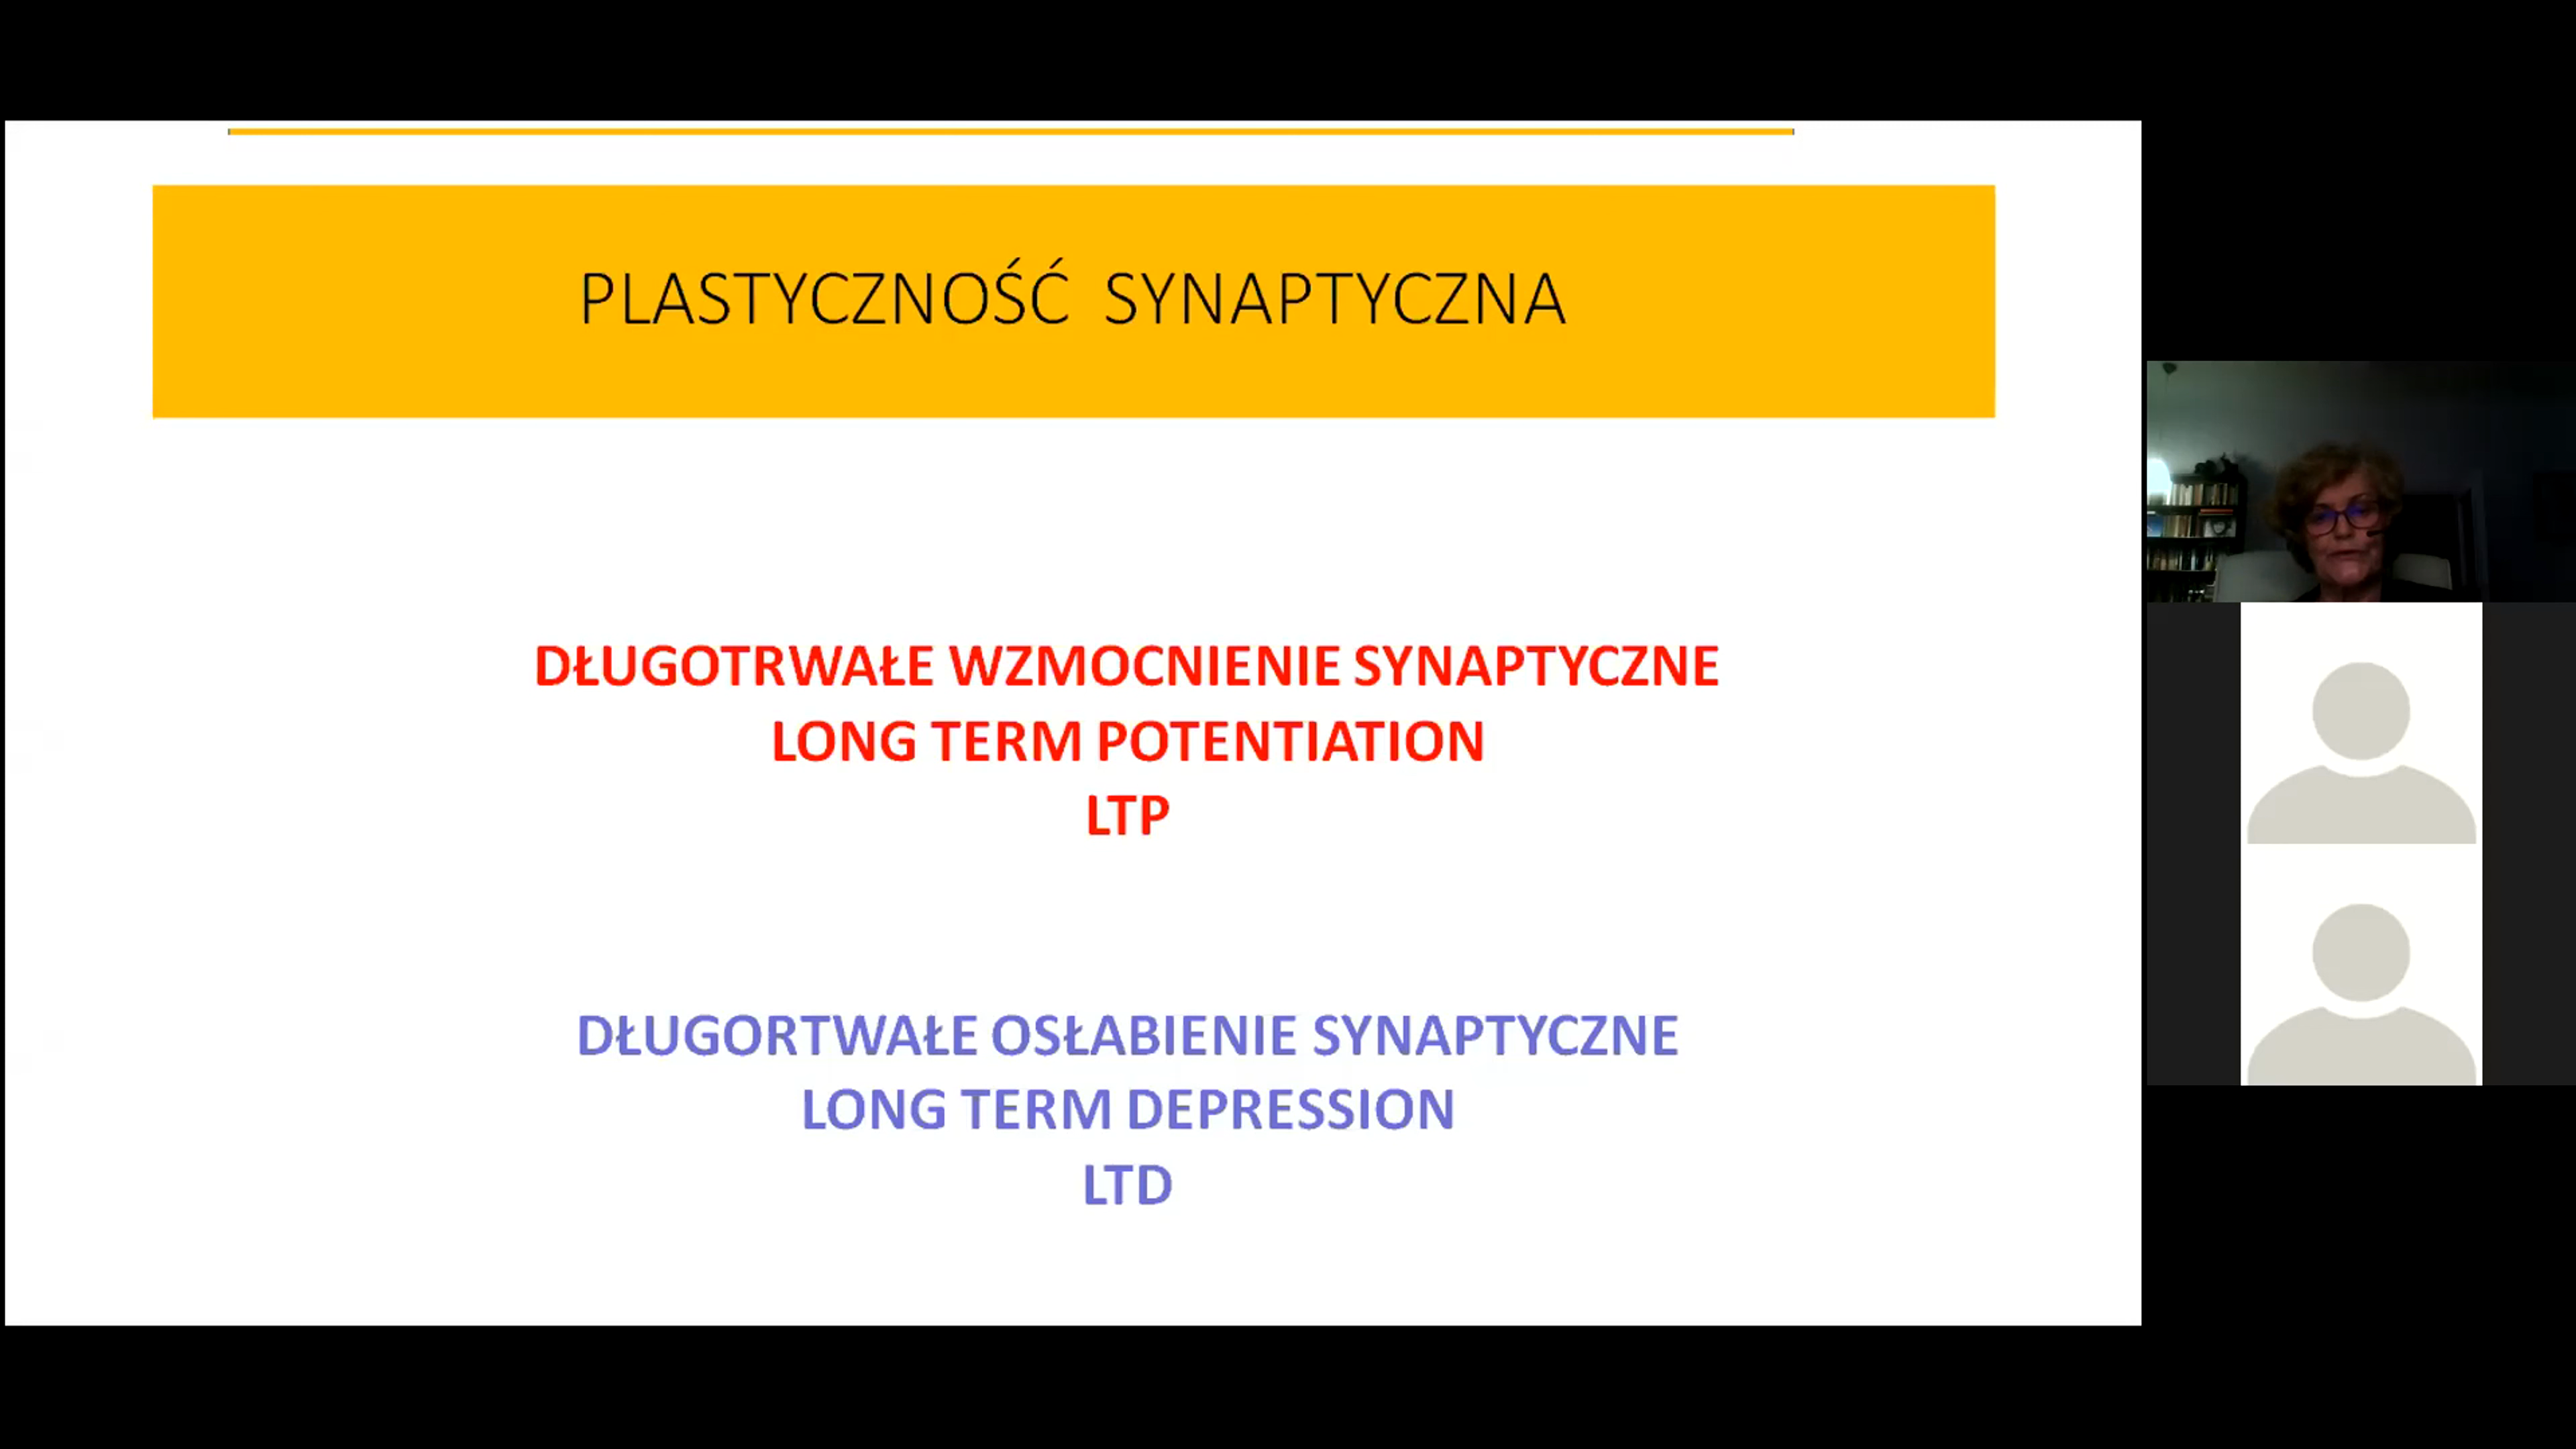 PLASTYCZNOŚĆ SYNAPTYCZNA
DŁUGOTRWAŁE WZMOCNIENIE SYNAPTYCZNE
LONG TERM POTENTIATION
LTP
DŁUGORTWAŁE OSŁABIENIE SYNAPTYCZNE
LONG TERM DEPRESSION
LTD